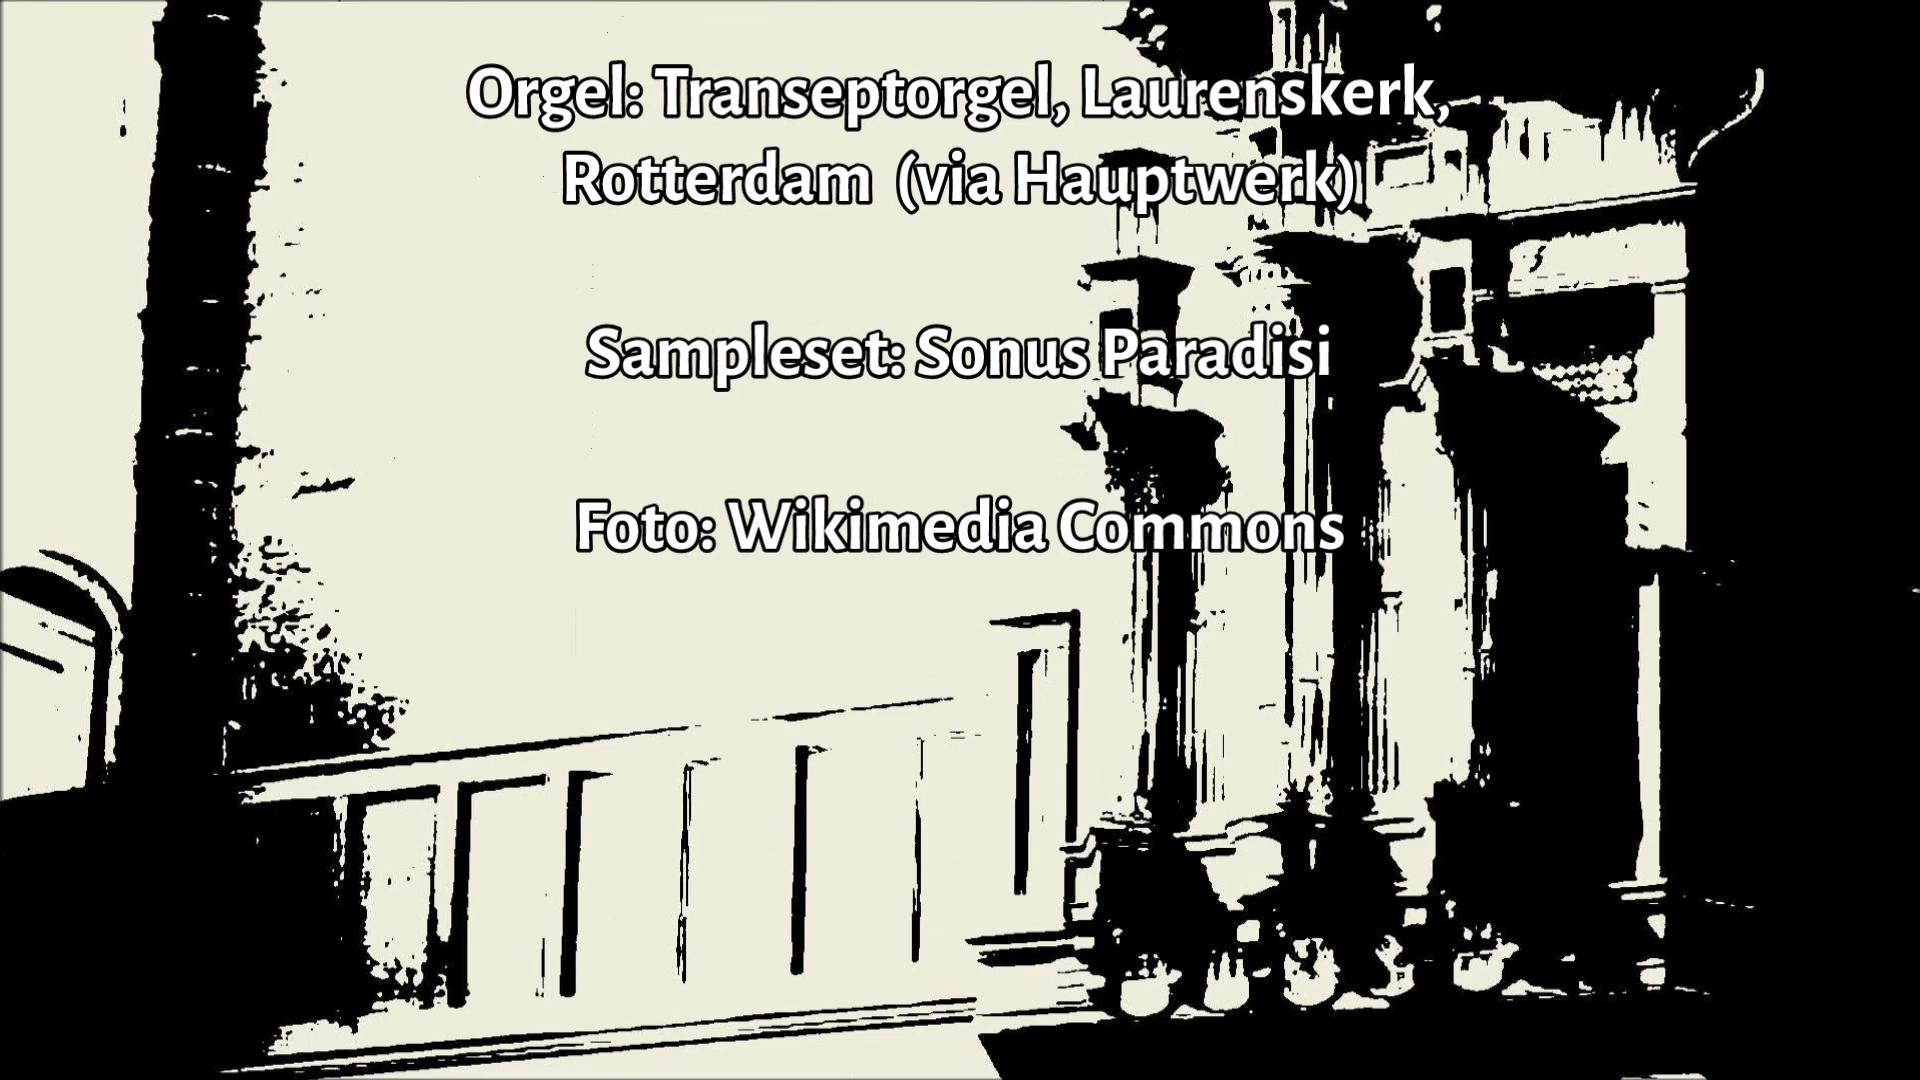 Orgel: Transeptorgel, Laurenskerk,
Rotterdam (via Hauptwerk)
Sampleset: Sonus Paradisi
Foto: Wikimedia Commons